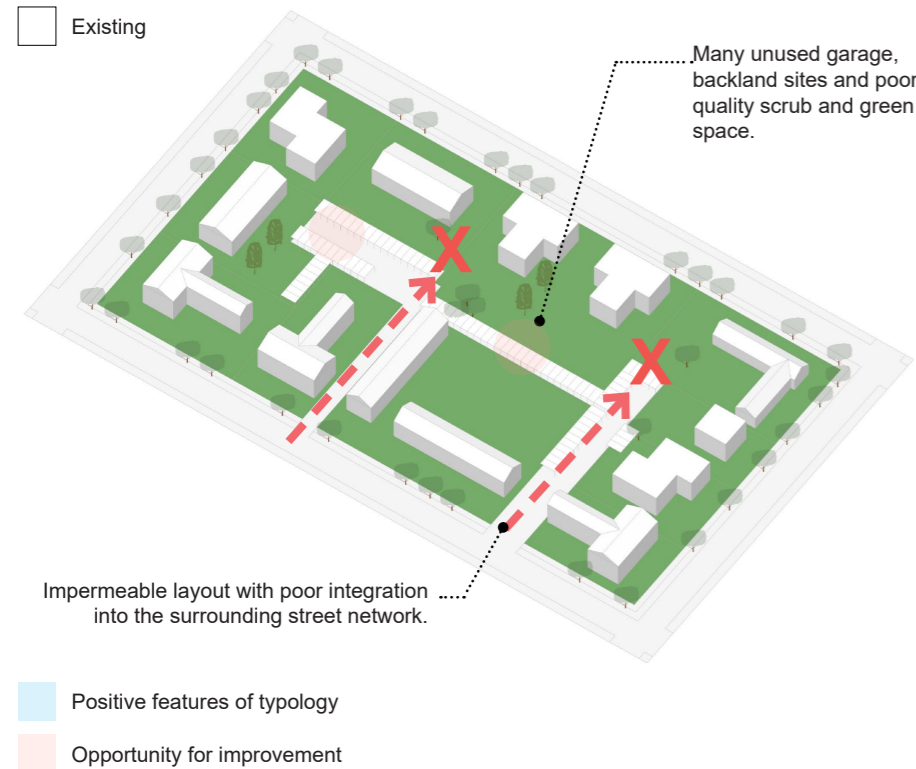 Existing
Many unused garage,
backland sites and poor
quality scrub and green
space.
X
X
Impermeable layout with poor integration
into the surrounding street network.
Positive features of typology
Opportunity for improvement